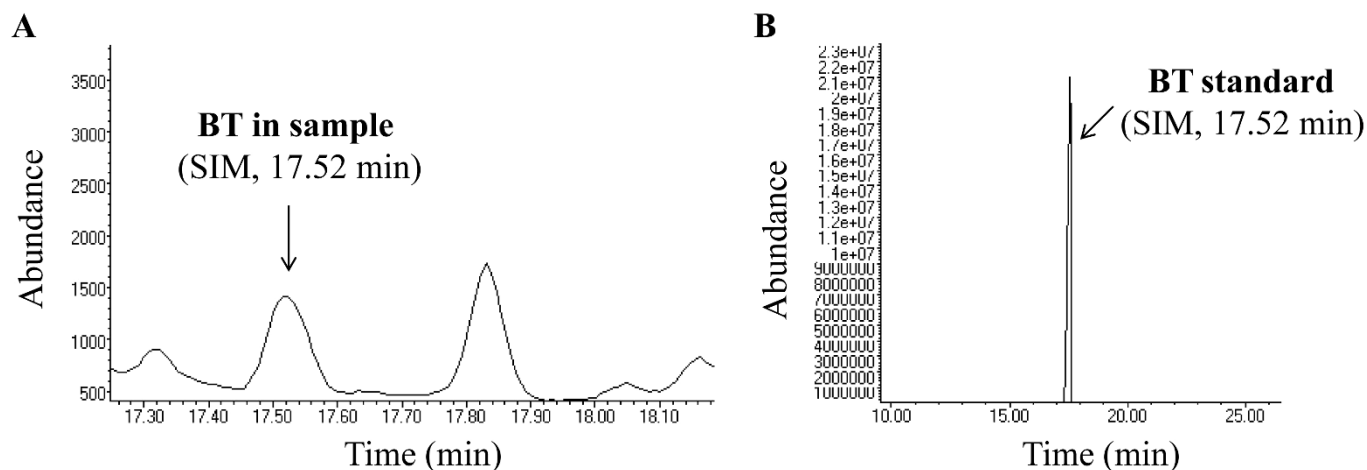 A
Abundance
3500
3000
2500
2000
1500
1000
500
BT in sample
(SIM, 17.52 min)
17.30 17.40 17.50 17.60 17.70 17.80 17.90 18.00 18.10
Time (min)
B
Abundance
2.3e+07
2.2e+07
2.1e+07
2e+07
1.9e+07
1.8e+07
1.7e+07
1.6e+07
1.5e+07
1.4e+07
1.3e+07
1.2e+07
1.1e+07
1e+07
9000000
8000000
7000000
6000000
5000000
4000000
3000000
2000000
1000000
BT standard
(SIM, 17.52 min)
10.00 15.00 20.00 25.00
Time (min)